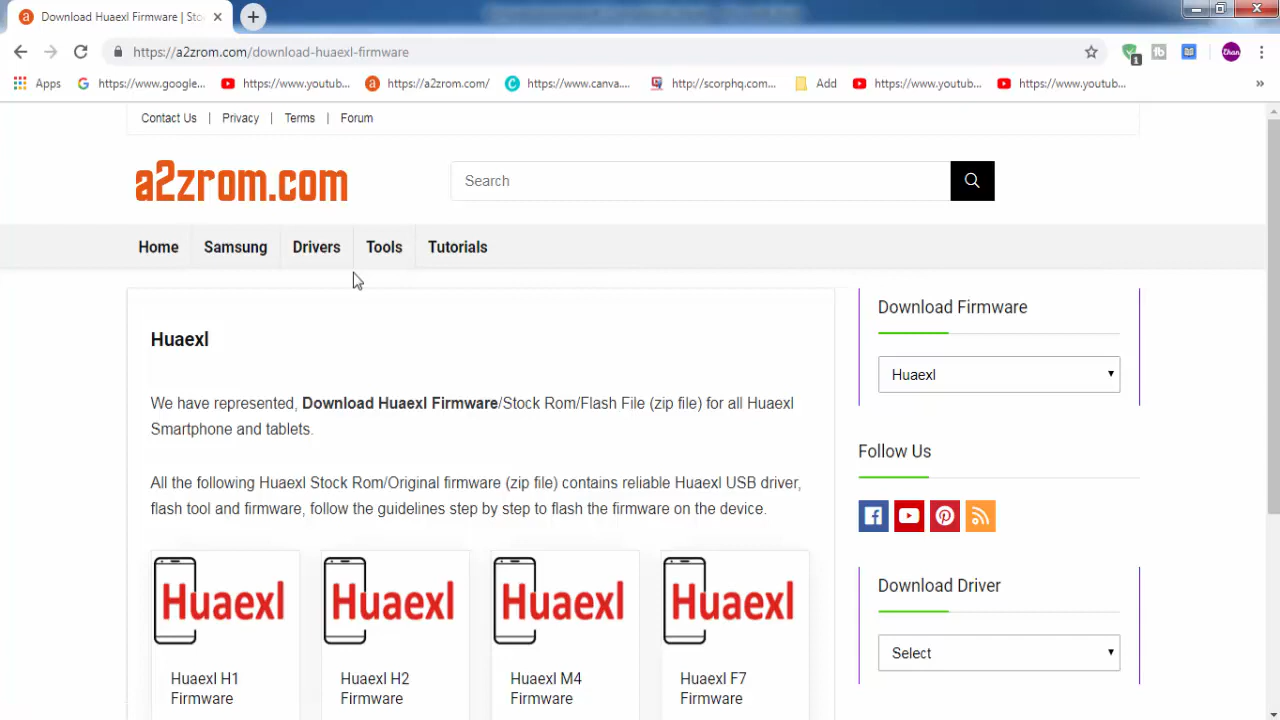 Download Huaexl Firmware | Sto
https://a2zrom.com/download-huaexl-firmware
1
Apps
https://www.google...
https://www.youtub...
https://a2zrom.com/
https://www.canva....
http://scorphq.com...
Add
https://www.youtub...
https://www.youtub...
Contact Us | Privacy | Terms | Forum
a2zrom.com
Search
Home
Samsung
Drivers
Tools
Tutorials
Huaexl
We have represented, Download Huaexl Firmware/Stock Rom/Flash File (zip file) for all Huaexl
Smartphone and tablets.
All the following Huaexl Stock Rom/Original firmware (zip file) contains reliable Huaexl USB driver,
flash tool and firmware, follow the guidelines step by step to flash the firmware on the device.
Huaexl
Huaexl
Huaexl
Huaexl
Huaexl H1
Firmware
Huaexl H2
Firmware
Huaexl M4
Firmware
Huaexl F7
Firmware
Download Firmware
Huaexl
Follow Us
Download Driver
Select